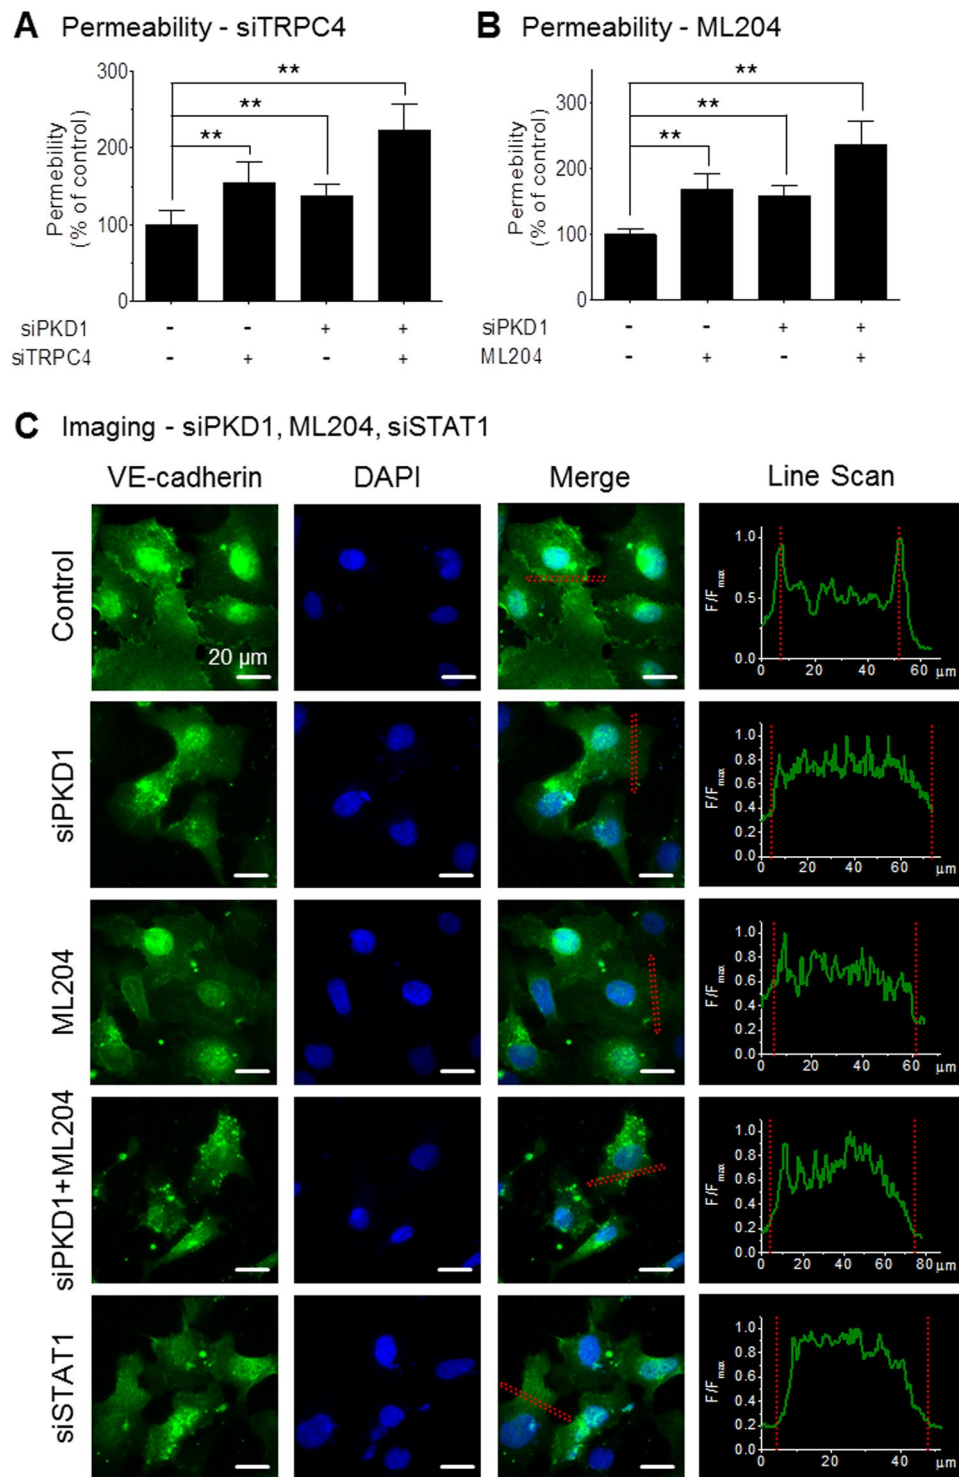 A Permeability - siTRPC4
Permebility
(% of control)
300
200
100
0
**
**
**
siPKD1 - - + +
siTRPC4 - + - +
B Permeability - ML204
Permebility
(% of control)
300
200
100
0
**
**
**
siPKD1 - - + +
ML204 - + - +
C Imaging - siPKD1, ML204, siSTAT1
VE-cadherin DAPI Merge Line Scan
Control
20 µm
F/Fmax
1.0
0.5
0.0
0 20 40 60 µm
siPKD1
F/Fmax
1.0
0.8
0.6
0.4
0.2
0.0
0 20 40 60 µm
ML204
F/Fmax
1.0
0.8
0.6
0.4
0.2
0.0
0 20 40 60 µm
siPKD1+ML204
F/Fmax
1.0
0.8
0.6
0.4
0.2
0.0
0 20 40 60 80 µm
siSTAT1
F/Fmax
1.0
0.8
0.6
0.4
0.2
0.0
0 20 40 µm